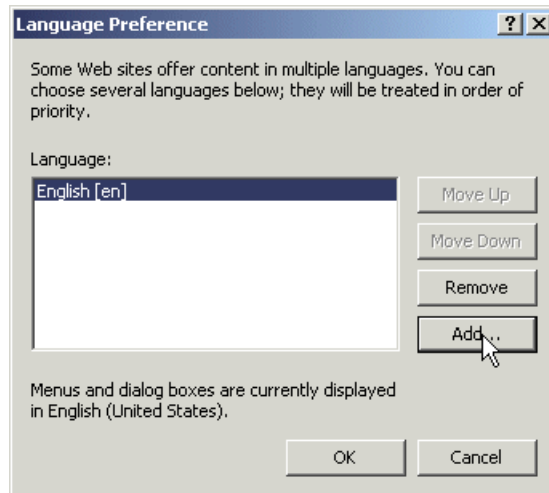 Language Preference
Some Web sites offer content in multiple languages. You can
choose several languages below; they will be treated in order of
priority.
Language:
English [en]
Move Up
Move Down
Remove
Add...
Menus and dialog boxes are currently displayed
in English (United States).
OK
Cancel